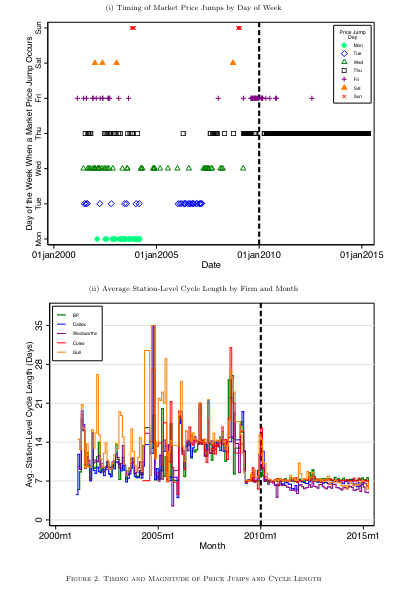 (i) Timing of Market Price Jumps by Day of Week
Day of the Week When a Market Price Jump Occurs
Sun
Sat
Fri
Thu
Wed
Tue
Mon
Price Jump
Day
Mon
Tue
Wed
Thu
Fri
Sat
Sun
01jan2000
01jan2005
01jan2010
01jan2015
Date
(ii) Average Station-Level Cycle Length by Firm and Month
Avg. Station-Level Cycle Length (Days)
35
28
21
14
7
0
BP
Caltex
Woolworths
Coles
Gull
2000m1
2005m1
2010m1
2015m1
Month
Figure 2. Timing and Magnitude of Price Jumps and Cycle Length